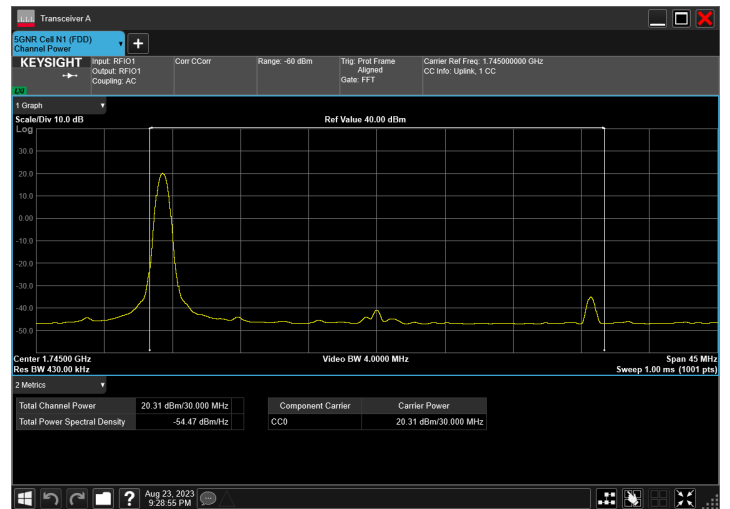 Transceiver A
5GNR Cell N1 (FDD)
Channel Power
KEYSIGHT
Input: RFIO1
Output: RFIO1
Coupling: AC
Corr CCorr
Range: -60 dBm
Trig: Prot Frame
Aligned
Gate: FFT
Carrier Ref Freq: 1.745000000 GHz
CC Info: Uplink, 1 CC
1 Graph
Scale/Div 10.0 dB
Ref Value 40.00 dBm
Log
30.0
20.0
10.0
0.00
-10.0
-20.0
-30.0
-40.0
-50.0
Center 1.74500 GHz
Video BW 4.0000 MHz
Span 45 MHz
Res BW 430.00 kHz
Sweep 1.00 ms (1001 pts)
2 Metrics
Total Channel Power 20.31 dBm/30.000 MHz
Total Power Spectral Density -54.47 dBm/Hz
Component Carrier Carrier Power
CC0 20.31 dBm/30.000 MHz
Aug 23, 2023
9:28:55 PM